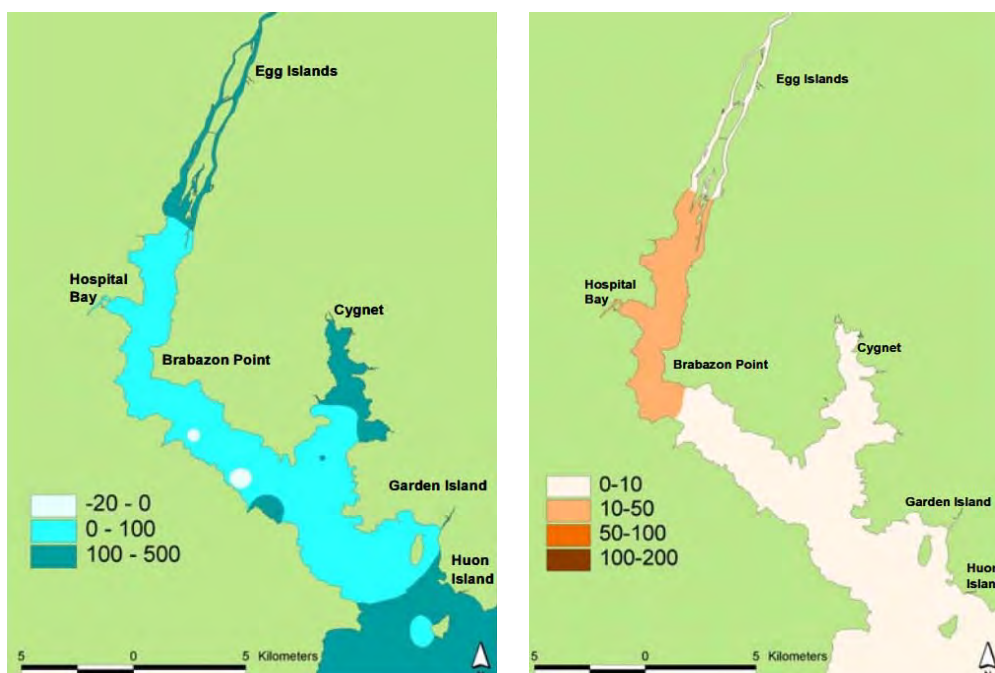 Egg Islands
Hospital
Bay
Cygnet
Brabazon Point
Garden Island
Huon
Island
-20 - 0
0 - 100
100 - 500
5 0 5 Kilometers
Egg Islands
Hospital
Bay
Cygnet
Brabazon Point
0-10
10-50
50-100
100-200
Garden Island
Huon
Islan
5 0 5 Kilometers